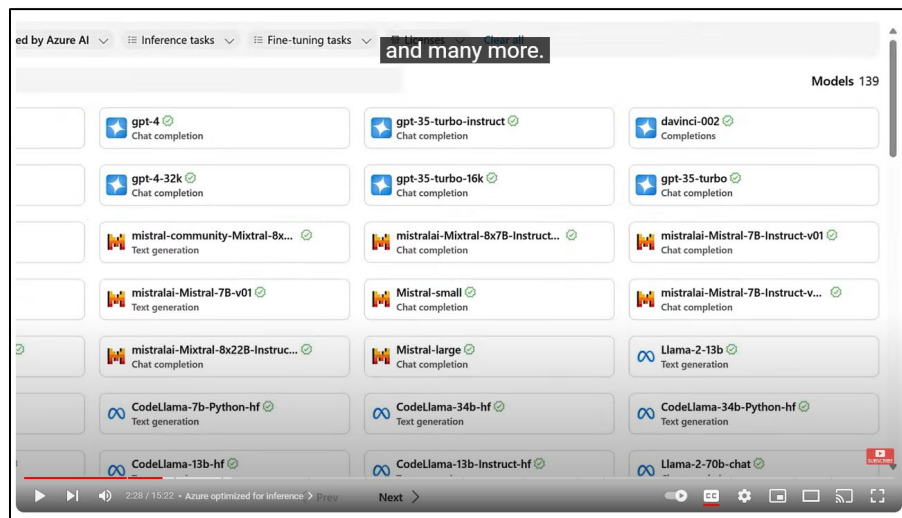 ed by Azure AI
Inference tasks
Fine-tuning tasks
Licenses
Clear all
and many more.
Models 139
gpt-4
Chat completion
gpt-35-turbo-instruct
Chat completion
davinci-002
Completions
gpt-4-32k
Chat completion
gpt-35-turbo-16k
Chat completion
gpt-35-turbo
Chat completion
mistral-community-Mixtral-8x...
Text generation
mistralai-Mixtral-8x7B-Instruct...
Chat completion
mistralai-Mistral-7B-Instruct-v01
Chat completion
mistralai-Mistral-7B-v01
Text generation
Mistral-small
Chat completion
mistralai-Mistral-7B-Instruct-v...
Chat completion
mistralai-Mixtral-8x22B-Instruc...
Chat completion
Mistral-large
Chat completion
Llama-2-13b
Text generation
CodeLlama-7b-Python-hf
Text generation
CodeLlama-34b-hf
Text generation
CodeLlama-34b-Python-hf
Text generation
CodeLlama-13b-hf
CodeLlama-13b-Instruct-hf
Llama-2-70b-chat
SUBSCRIBE
2:28 / 15:22 • Azure optimized for inference >
Prev
Next
CC